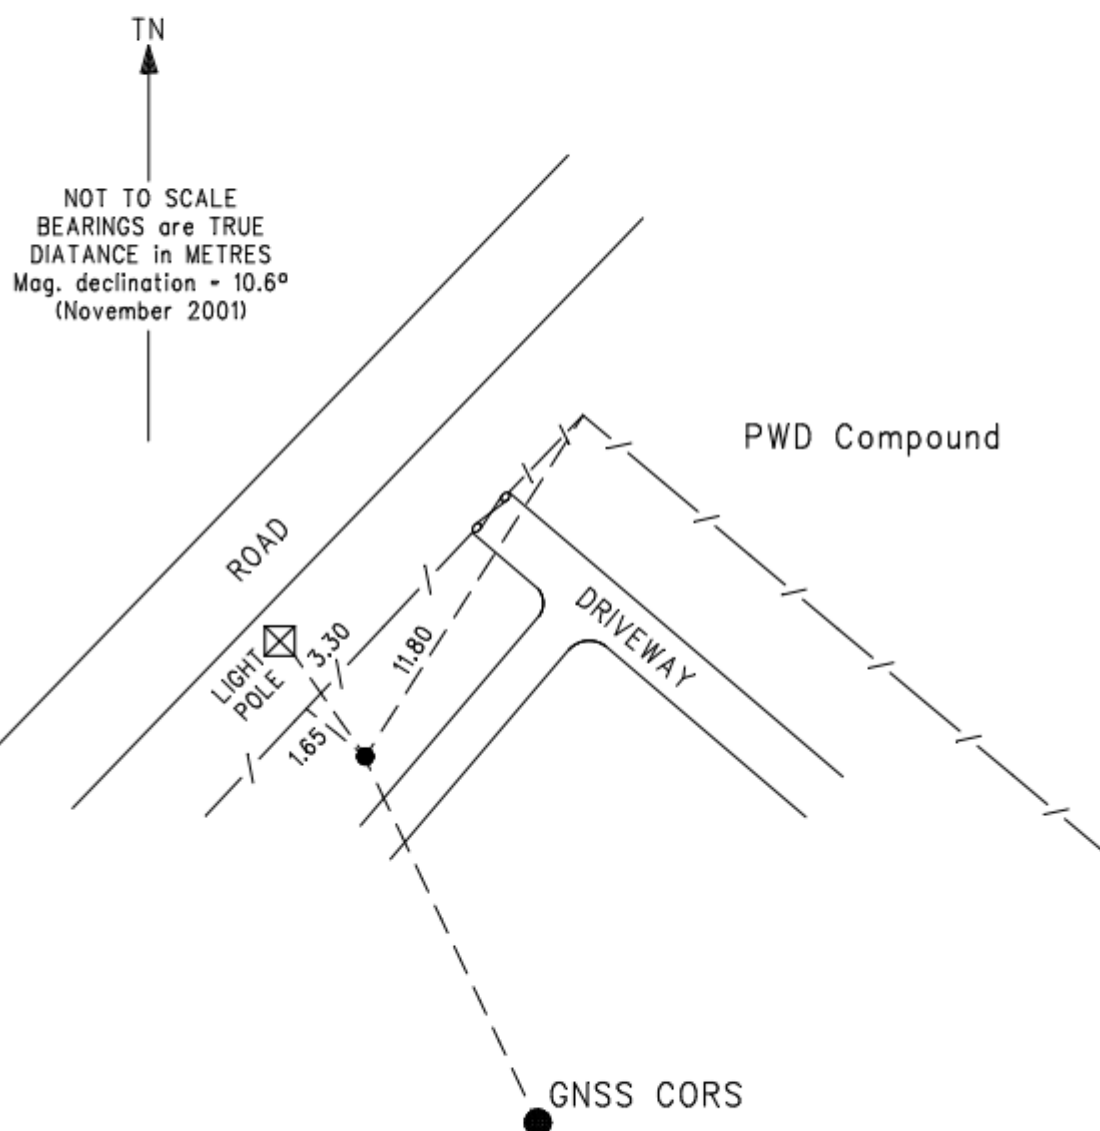 TN
NOT TO SCALE
BEARINGS are TRUE
DIATANCE in METRES
Mag. declination - 10.6º
(November 2001)
PWD Compound
ROAD
DRIVEWAY
3.30
11.80
LIGHT
POLE
1.65
GNSS CORS